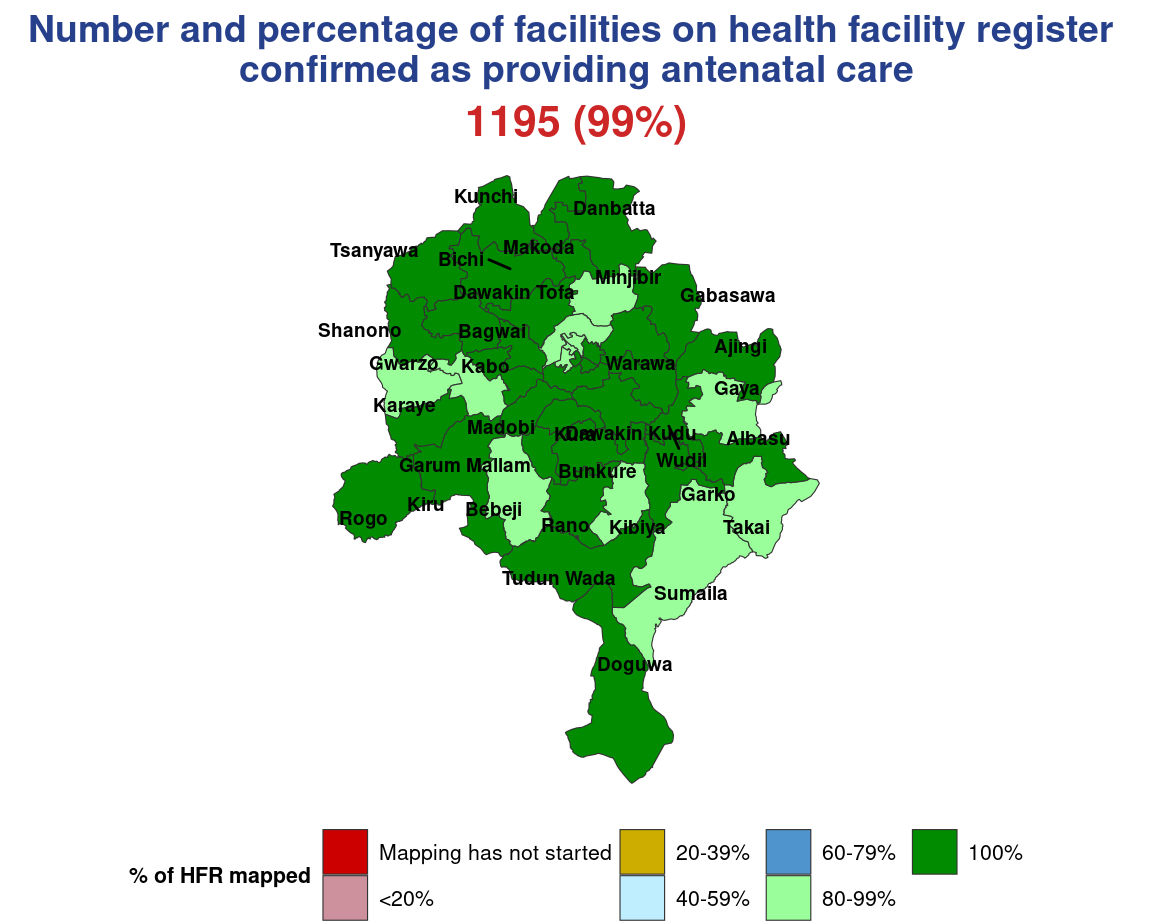 Number and percentage of facilities on health facility register
confirmed as providing antenatal care
1195 (99%)
Kunchi
Danbatta
Tsanyawa
Makoda
Bichi
Minjibir
Dawakin Tofa
Gabasawa
Shanono
Bagwai
Ajingi
Gwarzo
Kabo
Warawa
Gaya
Karaye
Madobi
Kura
Dawakin Kudu
Albasu
Wudil
Garum Mallam
Bunkure
Garko
Kiru
Bebeji
Rogo
Rano
Kibiya
Takai
Tudun Wada
Sumaila
Doguwa
% of HFR mapped
Mapping has not started
<20%
20-39%
40-59%
60-79%
80-99%
100%